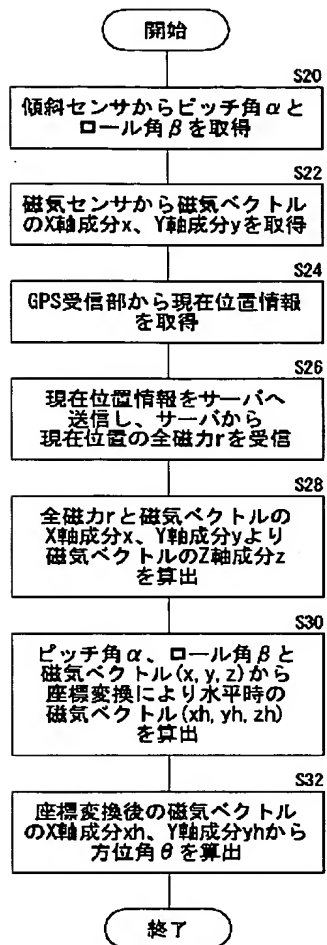 開始
S20
傾斜センサからピッチ角αと
ロール角βを取得
S22
磁気センサから磁気ベクトル
のX軸成分x、Y軸成分yを取得
S24
GPS受信部から現在位置情報
を取得
S26
現在位置情報をサーバへ
送信し、サーバから
現在位置の全磁力rを受信
S28
全磁力rと磁気ベクトルの
X軸成分x、Y軸成分yより
磁気ベクトルのZ軸成分z
を算出
S30
ピッチ角α、ロール角βと
磁気ベクトル(x, y, z)から
座標変換により水平時の
磁気ベクトル(xh, yh, zh)
を算出
S32
座標変換後の磁気ベクトル
のX軸成分xh、Y軸成分yhから
方位角θを算出
終了